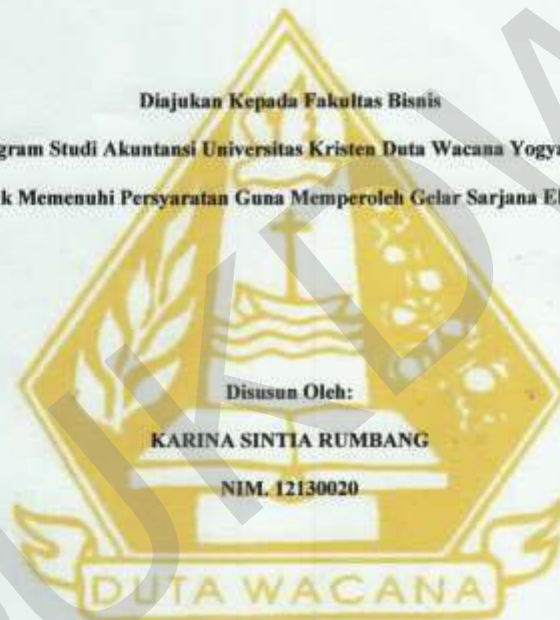 Diajukan Kepada Fakultas Bisnis
Studi Akuntansi Universitas Kristen Duta Wacana
Memenuhi Persyaratan Guna Memperoleh Gelar Sarjana
Disusun Oleh:
KARINA SINTIA RUMBANG
NIM. 12130020
DUTA WACANA